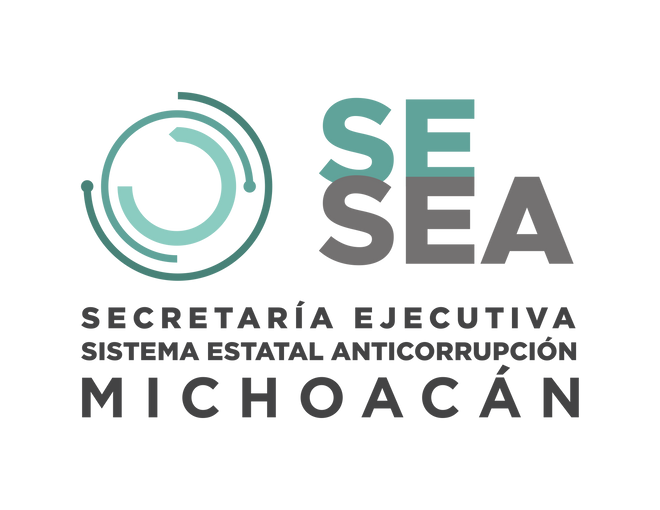 SE
SEA
SECRETARÍA EJECUTIVA
SISTEMA ESTATAL ANTICORRUPCIÓN
MICHOACÁN